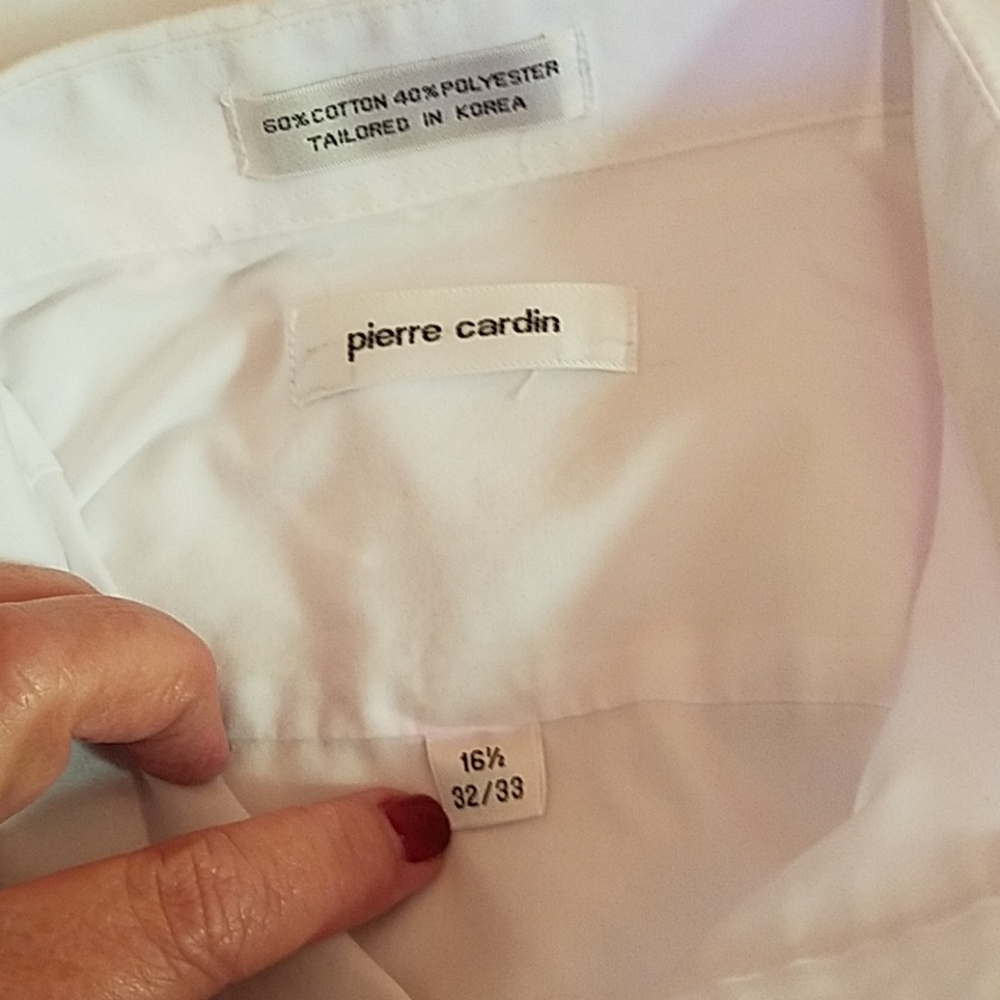 60%COTTON 40%POLYESTER
TAILORED IN KOREA
pierre cardin
16½
32/33